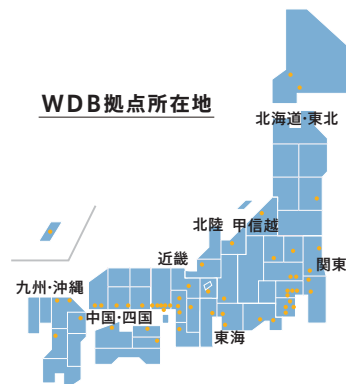 WDB拠点所在地
北海道・東北
北陸
甲信越
関東
近畿
九州・沖縄
中国・四国
東海